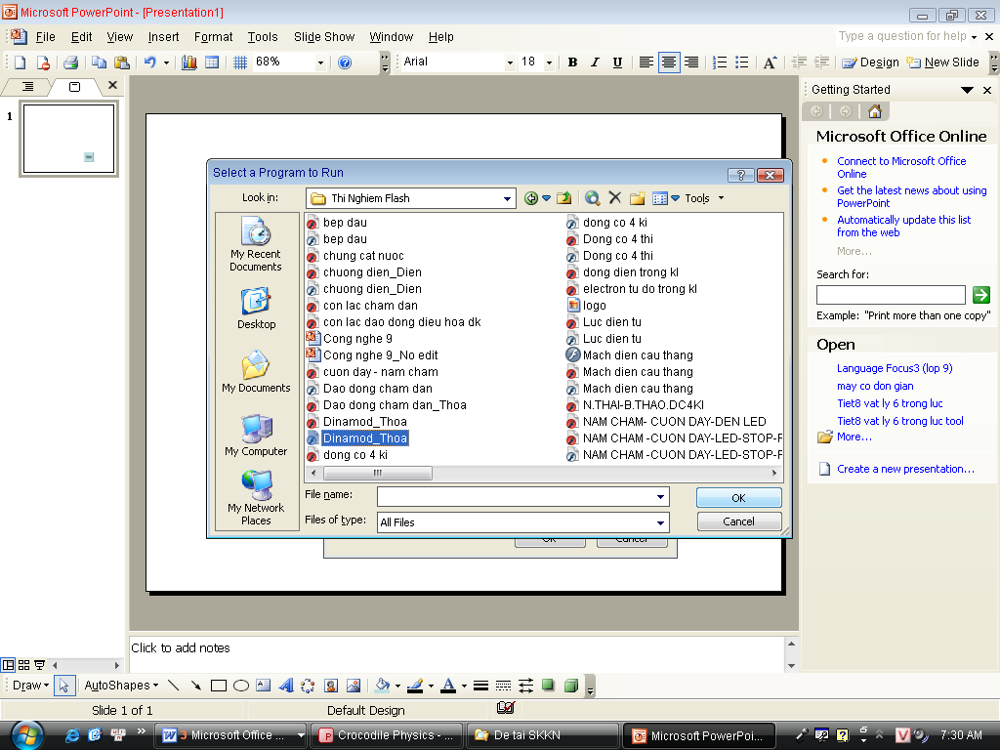 Microsoft PowerPoint - [Presentation1]
File Edit View Insert Format Tools Slide Show Window Help
Type a question for help
68% Arial 18 B I U Design New Slide
1
Getting Started
Microsoft Office Online
Connect to Microsoft Office Online
Get the latest news about using PowerPoint
Automatically update this list from the web
More...
Search for:
Example: "Print more than one copy"
Open
Language Focus3 (lop 9)
may co don gian
Tiet8 vat ly 6 trong luc
Tiet8 vat ly 6 trong luc tool
More...
Create a new presentation...
Select a Program to Run
Look in: Thi Nghiem Flash Tools
My Recent Documents
Desktop
My Documents
My Computer
My Network Places
bep dau
bep dau
chung cat nuoc
chuong dien_Dien
chuong dien_Dien
con lac cham dan
con lac dao dong dieu hoa dk
Cong nghe 9
Cong nghe 9_No edit
cuon day - nam cham
Dao dong cham dan
Dao dong cham dan_Thoa
Dinamod_Thoa
Dinamod_Thoa
dong co 4 ki
dong co 4 ki
Dong co 4 thi
Dong co 4 thi
dong dien trong kl
electron tu do trong kl
logo
Luc dien tu
Luc dien tu
Mach dien cau thang
Mach dien cau thang
Mach dien cau thang
N.THAI-B.THAO.DC4KI
NAM CHAM- CUON DAY-DEN LED
NAM CHAM -CUON DAY-LED-STOP-F
NAM CHAM -CUON DAY-LED-STOP-F
File name: OK
Files of type: All Files Cancel
OK Cancel
Click to add notes
Draw AutoShapes
Slide 1 of 1 Default Design
3 Microsoft Office ... Crocodile Physics - ... De tai SKKN Microsoft PowerPoi... 7:30 AM